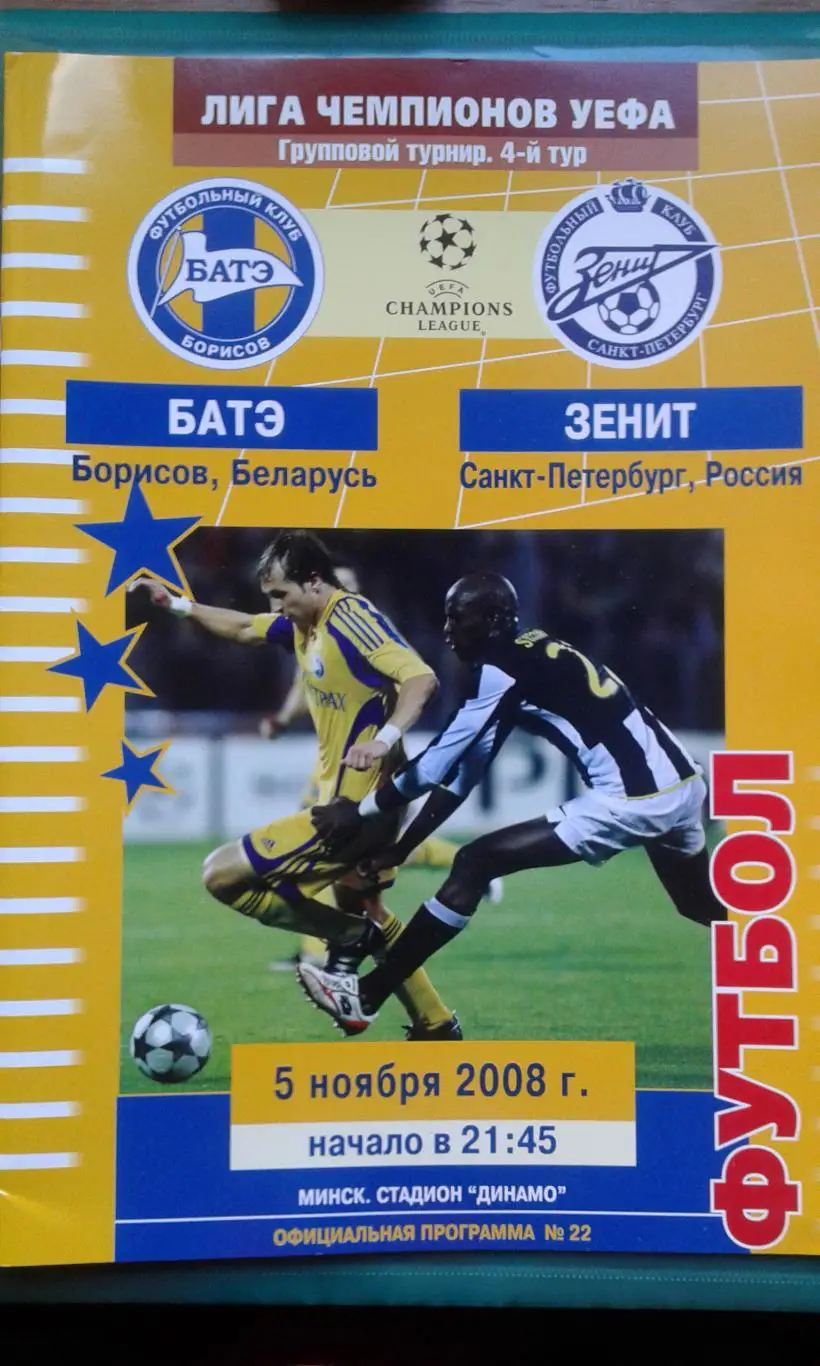 ЛИГА ЧЕМПИОНОВ УЕФА
Групповой турнир. 4-й тур
ФУТБОЛЬНЫЙ КЛУБ
БАТЭ
БОРИСОВ
UEFA
CHAMPIONS
LEAGUE
ФУТБОЛЬНЫЙ КЛУБ
Зенит
САНКТ-ПЕТЕРБУРГ
БАТЭ
Борисов, Беларусь
ЗЕНИТ
Санкт-Петербург, Россия
ФУТБОЛ
5 ноября 2008 г.
начало в 21:45
МИНСК. СТАДИОН “ДИНАМО”
ОФИЦИАЛЬНАЯ ПРОГРАММА № 22